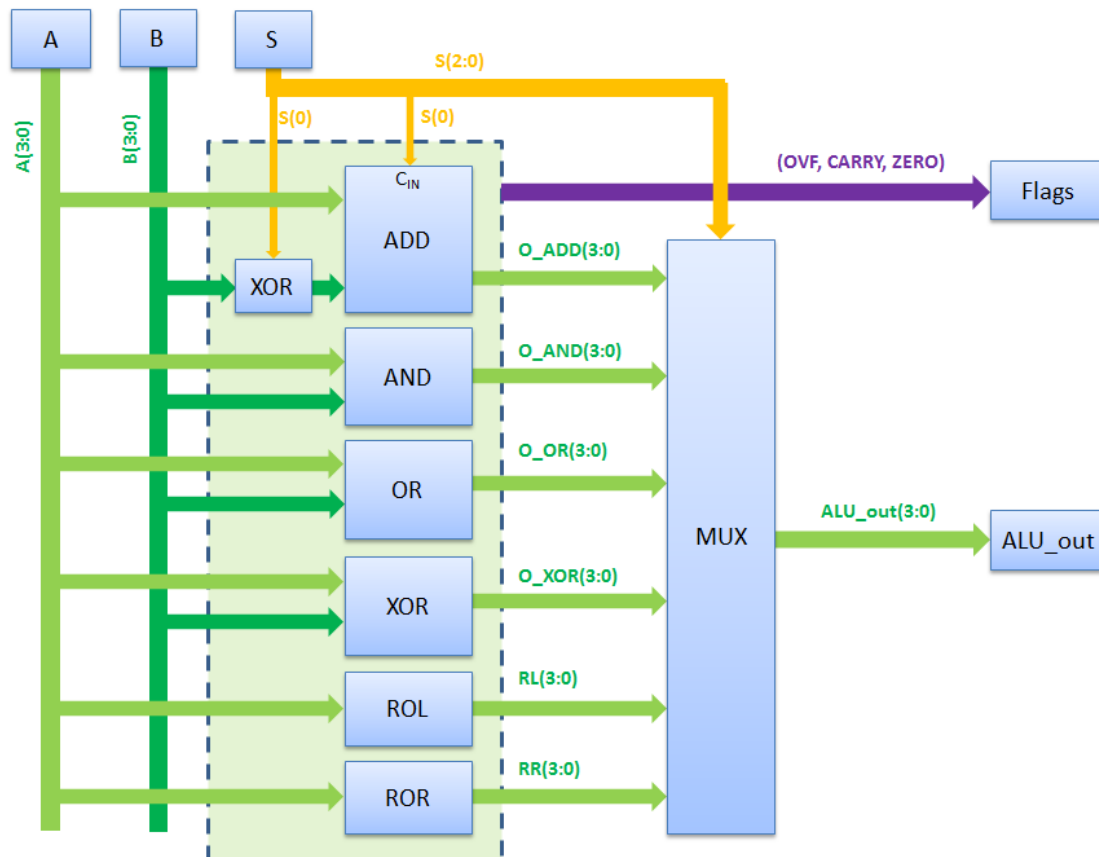 A
B
S
S(2:0)
A(3:0)
B(3:0)
S(0)
S(0)
(OVF, CARRY, ZERO)
Flags
C_IN
ADD
XOR
O_ADD(3:0)
AND
O_AND(3:0)
OR
O_OR(3:0)
MUX
ALU_out(3:0)
ALU_out
XOR
O_XOR(3:0)
ROL
RL(3:0)
ROR
RR(3:0)